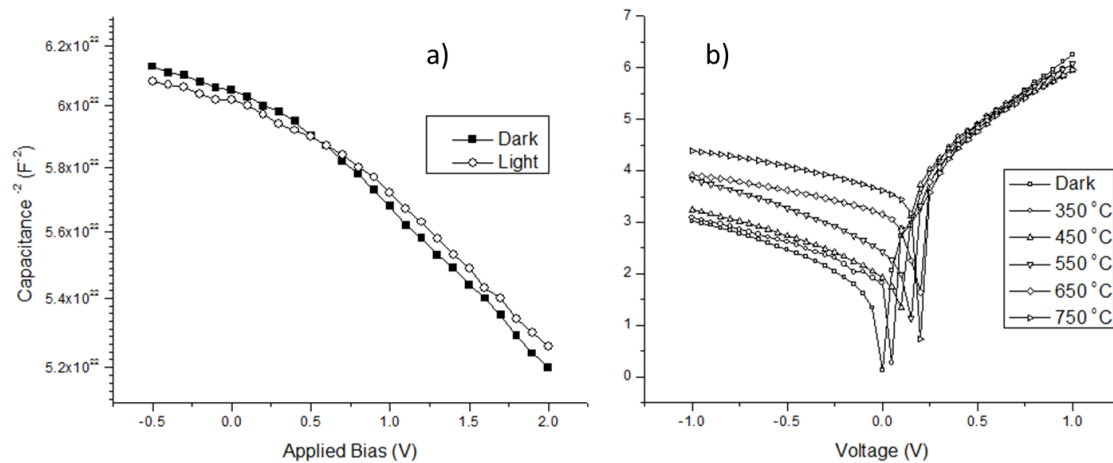 a)
6.2x10²²
6x10²²
5.8x10²²
5.6x10²²
5.4x10²²
5.2x10²²
Capacitance ⁻² (F⁻²)
Dark
Light
-0.5 0.0 0.5 1.0 1.5 2.0
Applied Bias (V)
b)
7
6
5
4
3
2
1
0
Dark
350 °C
450 °C
550 °C
650 °C
750 °C
-1.0 -0.5 0.0 0.5 1.0
Voltage (V)